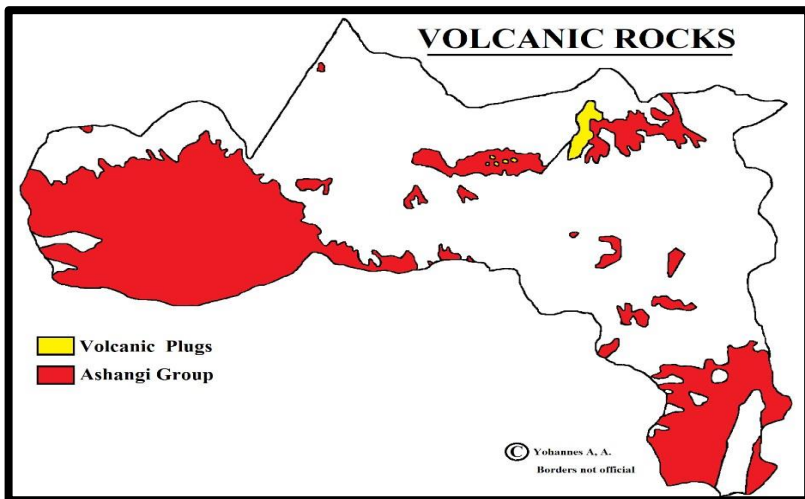 VOLCANIC ROCKS
Volcanic Plugs
Ashangi Group
© Yohannes A, A.
Borders not official